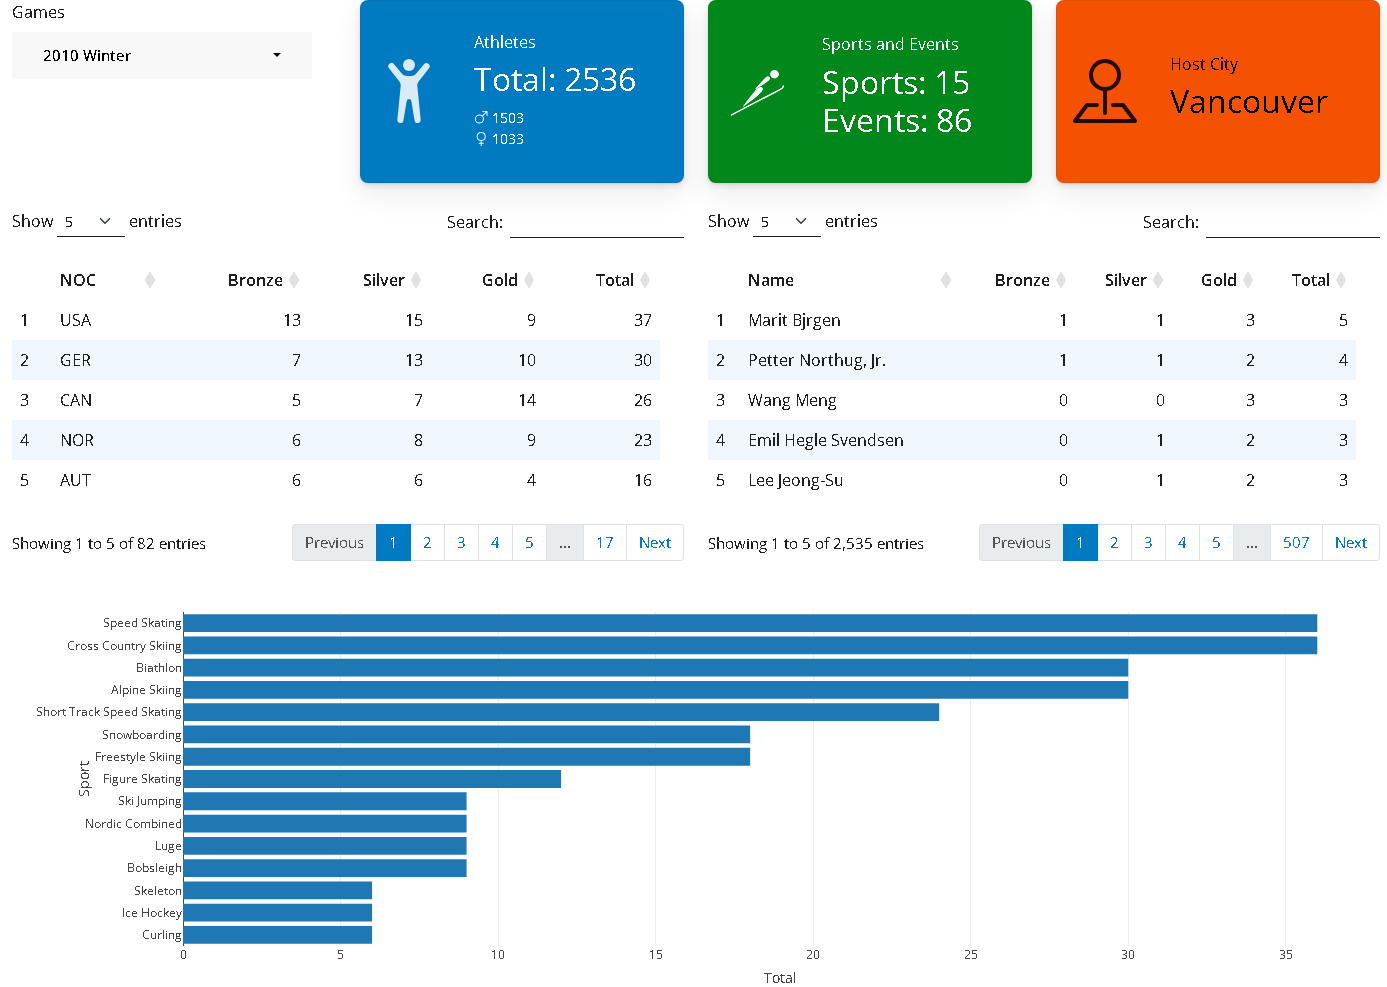 Games
2010 Winter
Athletes
Total: 2536
♂ 1503
♀ 1033
Sports and Events
Sports: 15
Events: 86
Host City
Vancouver
Show 5 entries
Search:
NOC Bronze Silver Gold Total
1 USA 13 15 9 37
2 GER 7 13 10 30
3 CAN 5 7 14 26
4 NOR 6 8 9 23
5 AUT 6 6 4 16
Showing 1 to 5 of 82 entries
Previous 1 2 3 4 5 ... 17 Next
Show 5 entries
Search:
Name Bronze Silver Gold Total
1 Marit Bjrgen 1 1 3 5
2 Petter Northug, Jr. 1 1 2 4
3 Wang Meng 0 0 3 3
4 Emil Hegle Svendsen 0 1 2 3
5 Lee Jeong-Su 0 1 2 3
Showing 1 to 5 of 2,535 entries
Previous 1 2 3 4 5 ... 507 Next
Sport
Speed Skating
Cross Country Skiing
Biathlon
Alpine Skiing
Short Track Speed Skating
Snowboarding
Freestyle Skiing
Figure Skating
Ski Jumping
Nordic Combined
Luge
Bobsleigh
Skeleton
Ice Hockey
Curling
0 5 10 15 20 25 30 35
Total